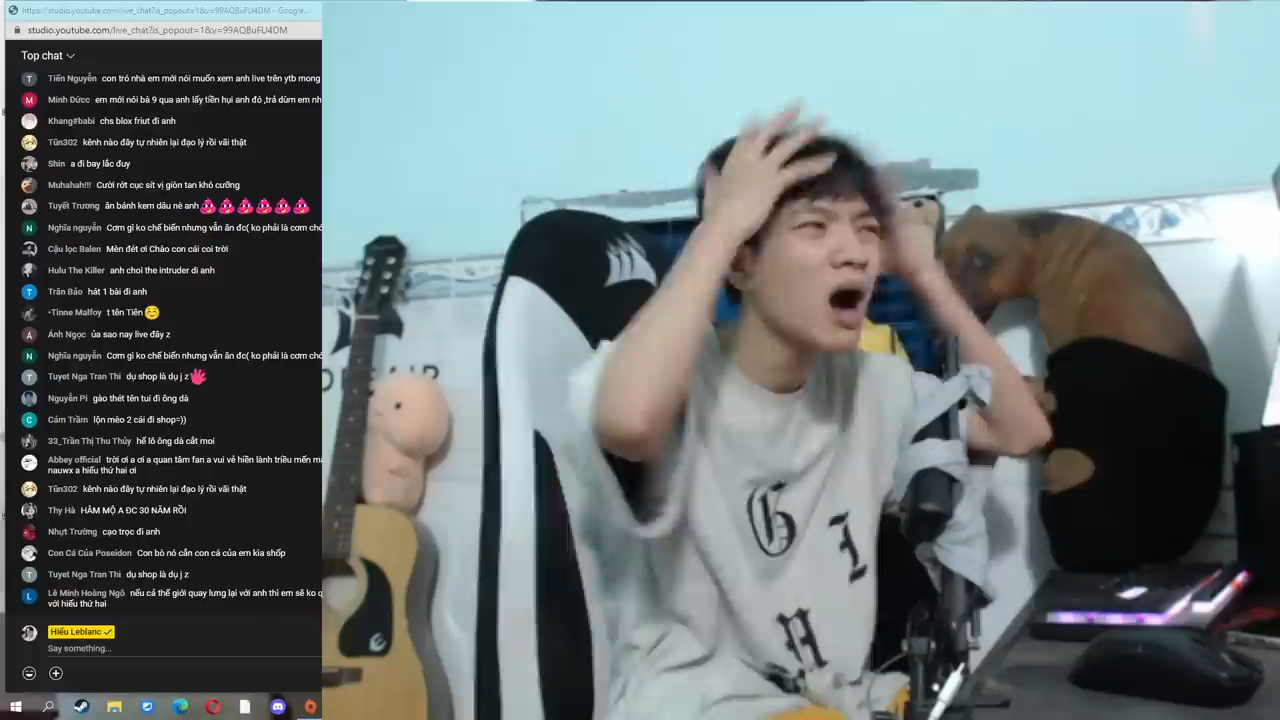 https://studio.youtube.com/live_chat?is_popout=1&v=99AQBuFU4DM - Google...
studio.youtube.com/live_chat?is_popout=1&v=99AQBuFU4DM
Top chat
Tiến Nguyễn con tró nhà em mới nói muốn xem anh live trên ytb mong
Minh Đứcc em mới nói bà 9 qua anh lấy tiền hụi anh đó ,trả dùm em nh
Khang#babi chs blox friut đi anh
Tũn302 kênh nào đây tự nhiên lại đạo lý rồi vãi thật
Shin a đi bay lắc đuy
Muhahah!!! Cười rớt cục sít vị giòn tan khó cưỡng
Tuyết Trương ăn bánh kem dâu nè anh
Nghĩa nguyễn Cơm gì ko chế biến nhưng vẫn ăn đc( ko phải là cơm chó
Cậu lọc Balen Mèn đét ơi Chào con cái coi trời
Hulu The Killer anh choi the intruder di anh
Trân Bảo hát 1 bài đi anh
•Tinne Malfoy t tên Tiên
Ánh Ngọc ủa sao nay live đây z
Nghĩa nguyễn Cơm gì ko chế biến nhưng vẫn ăn đc( ko phải là cơm chó
Tuyet Nga Tran Thi dụ shop là dụ j z
Nguyễn Pi gào thét tên tui đi ông dà
Cám Trầm lộn mèo 2 cái đi shop=))
33_Trần Thị Thu Thủy hế lô ông dà cắt moi
Abbey official trời ơi a ơi a quan tâm fan a vui vẻ hiền lành triều mến mà
nauwx a hiếu thứ hai ơi
Tũn302 kênh nào đây tự nhiên lại đạo lý rồi vãi thật
Thy Hà HÂM MỘ A ĐC 30 NĂM RỒI
Nhựt Trường cạo trọc đi anh
Con Cá Của Poseidon Con bò nó cắn con cá của em kìa shốp
Tuyet Nga Tran Thi dụ shop là dụ j z
Lê Minh Hoàng Ngô nếu cả thế giới quay lưng lại với anh thì em sẽ ko q
với hiếu thứ hai
Hiếu Leblanc
Say something...